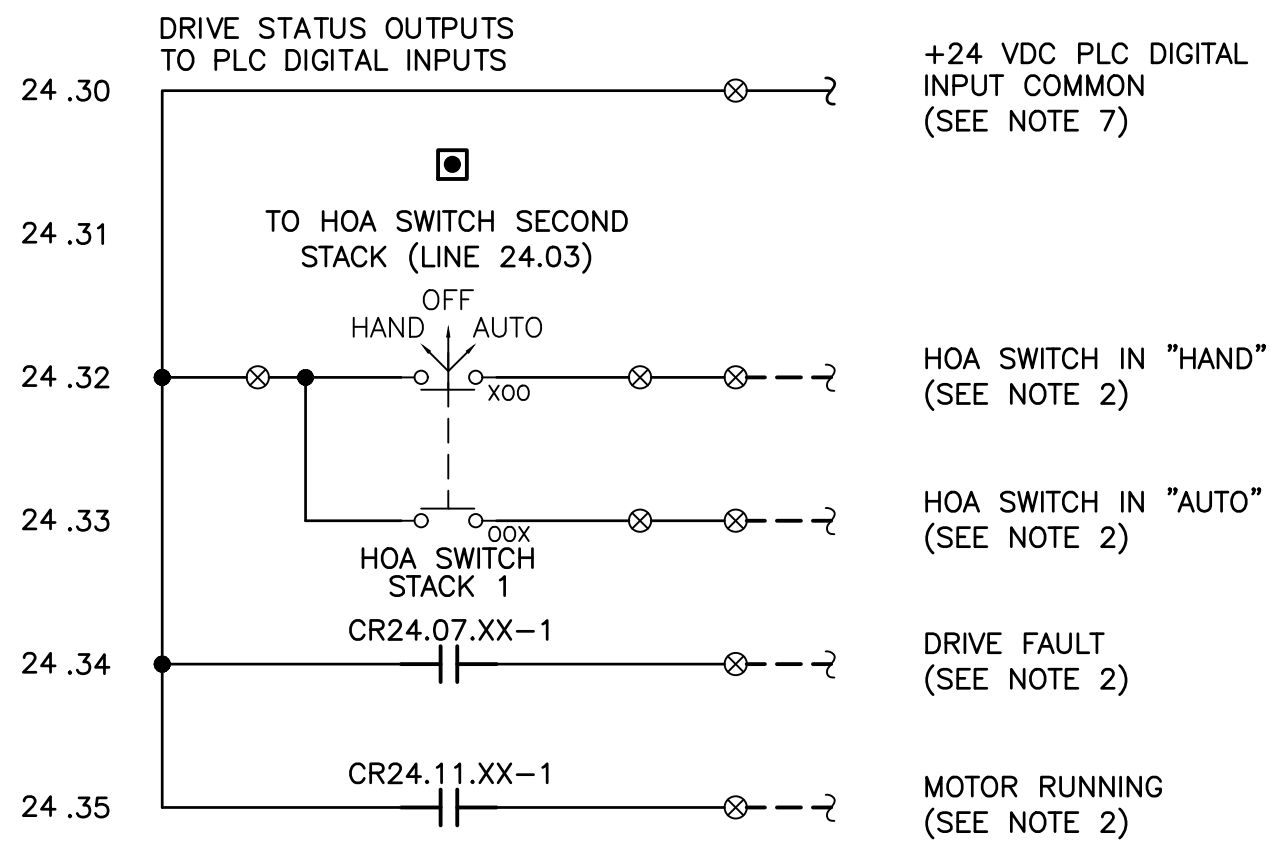 DRIVE STATUS OUTPUTS
TO PLC DIGITAL INPUTS
24.30
+24 VDC PLC DIGITAL
INPUT COMMON
(SEE NOTE 7)
24.31
TO HOA SWITCH SECOND
STACK (LINE 24.03)
OFF
HAND
AUTO
24.32
XOO
HOA SWITCH IN "HAND"
(SEE NOTE 2)
24.33
OOX
HOA SWITCH
STACK 1
HOA SWITCH IN "AUTO"
(SEE NOTE 2)
CR24.07.XX-1
24.34
DRIVE FAULT
(SEE NOTE 2)
CR24.11.XX-1
24.35
MOTOR RUNNING
(SEE NOTE 2)